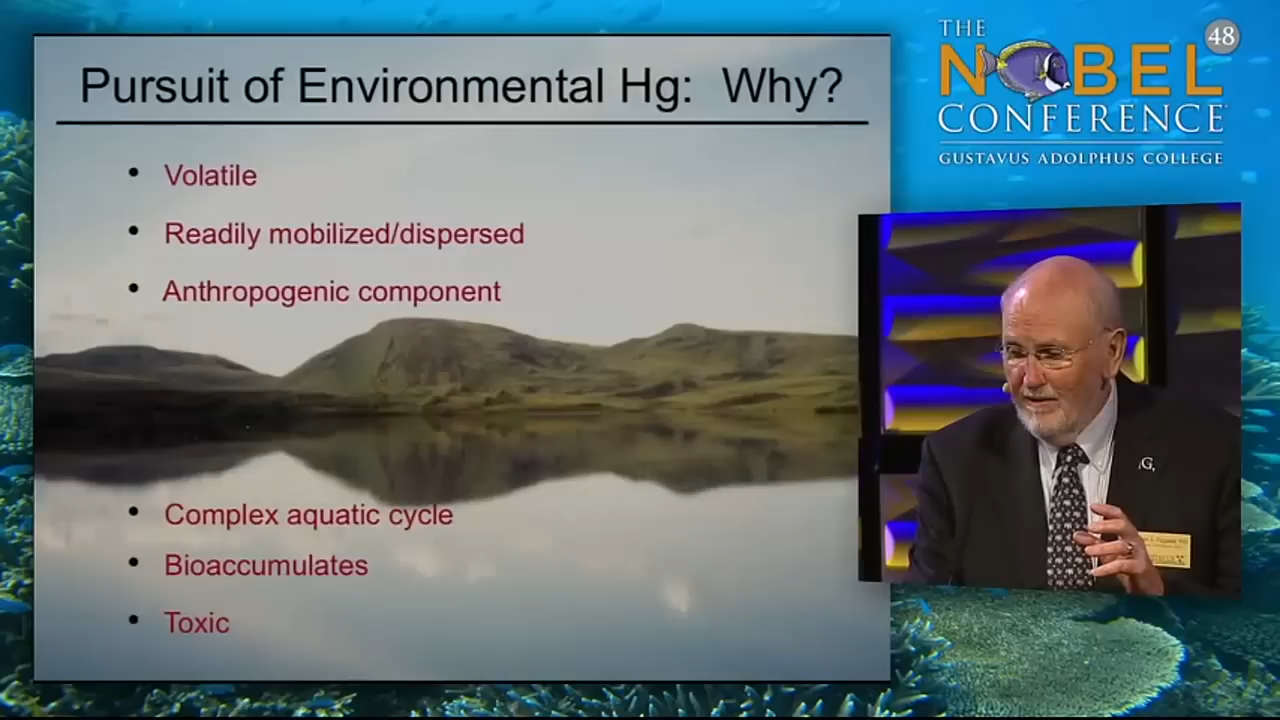 Pursuit of Environmental Hg: Why?
• Volatile
• Readily mobilized/dispersed
• Anthropogenic component
• Complex aquatic cycle
• Bioaccumulates
• Toxic
THE
NOBEL
48
CONFERENCE
GUSTAVUS ADOLPHUS COLLEGE
G